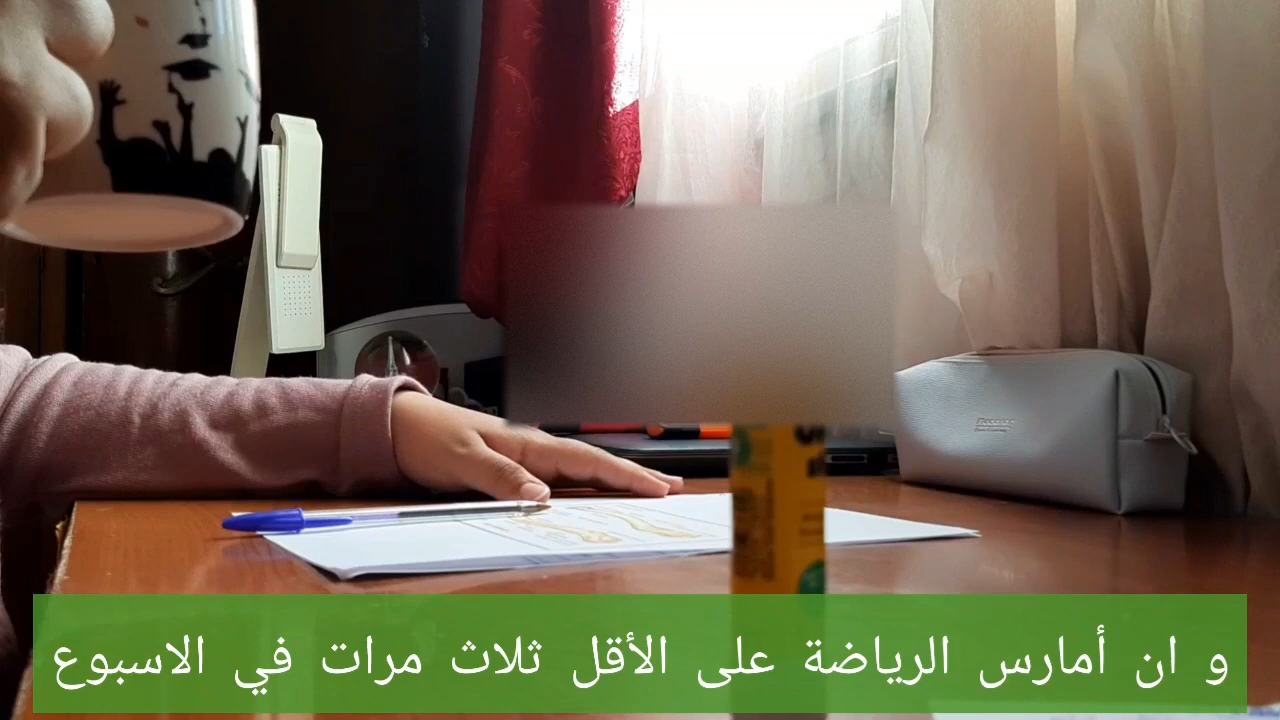 و ان أمارس الرياضة على الأقل ثلاث مرات في الاسبوع